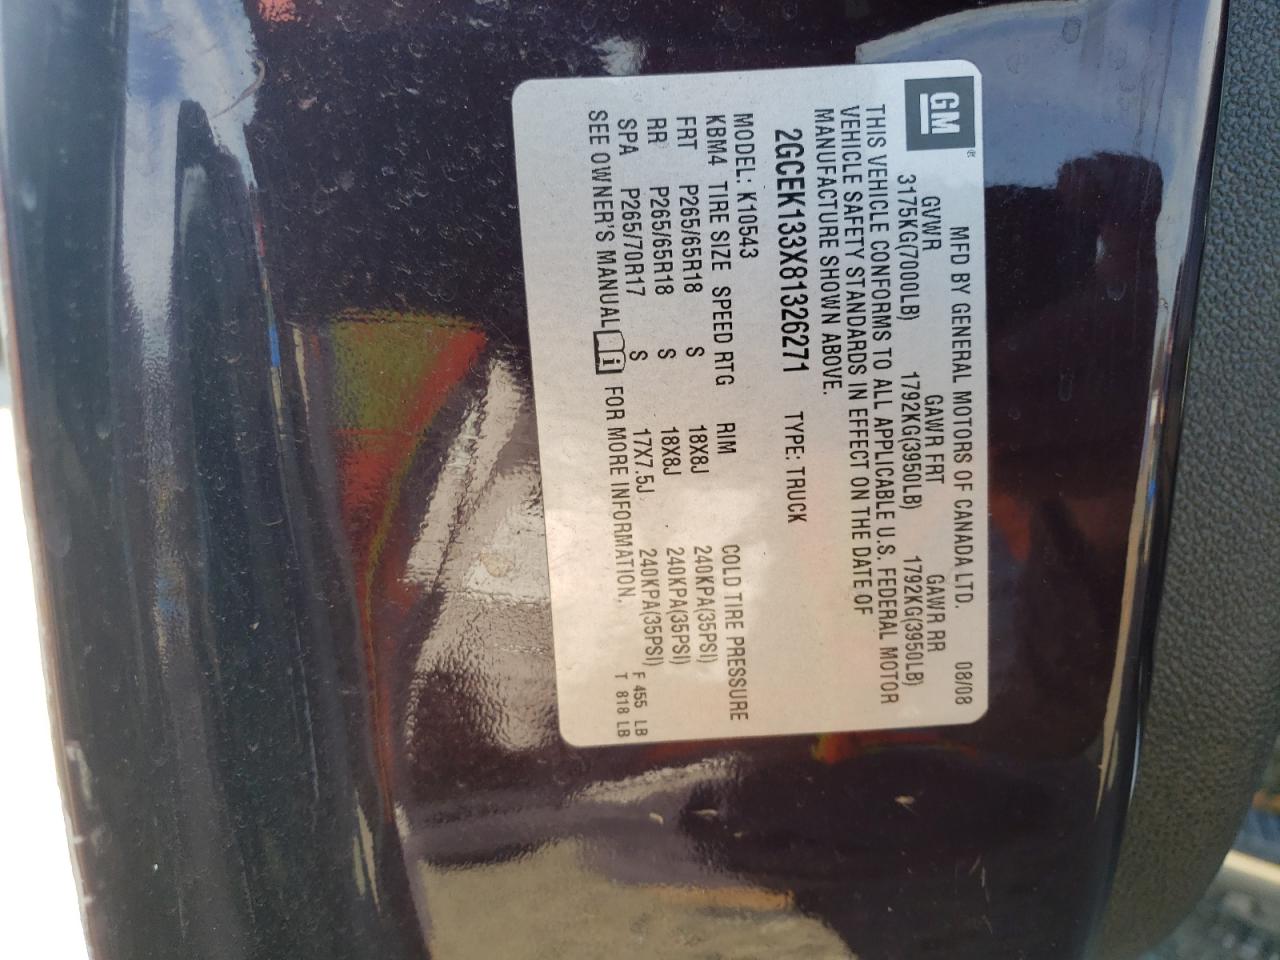 GM®
MFD BY GENERAL MOTORS OF CANADA LTD. 08/08
GVWR GAWR FRT GAWR RR
3175KG(7000LB) 1792KG(3950LB) 1792KG(3950LB)
THIS VEHICLE CONFORMS TO ALL APPLICABLE U.S. FEDERAL MOTOR
VEHICLE SAFETY STANDARDS IN EFFECT ON THE DATE OF
MANUFACTURE SHOWN ABOVE.
2GCEK133X81326271 TYPE: TRUCK
MODEL: K10543
KBM4 TIRE SIZE SPEED RTG RIM COLD TIRE PRESSURE
FRT P265/65R18 S 18X8J 240KPA(35PSI)
RR P265/65R18 S 18X8J 240KPA(35PSI)
SPA P265/70R17 S 17X7.5J 240KPA(35PSI)
SEE OWNER'S MANUAL i FOR MORE INFORMATION.
F 455 LB
T 818 LB